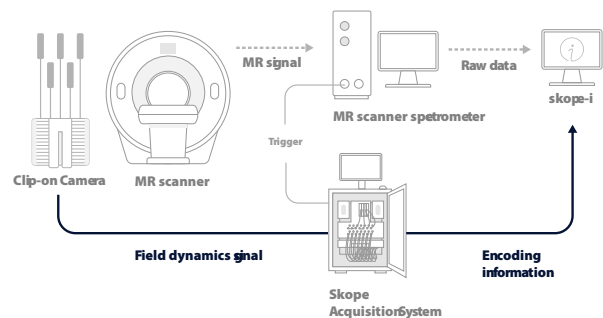 MR signal
Raw data
skope-i
MR scanner spetrometer
Trigger
Clip-on Camera
MR scanner
Field dynamics signal
Encoding
information
Skope
AcquisitionSystem